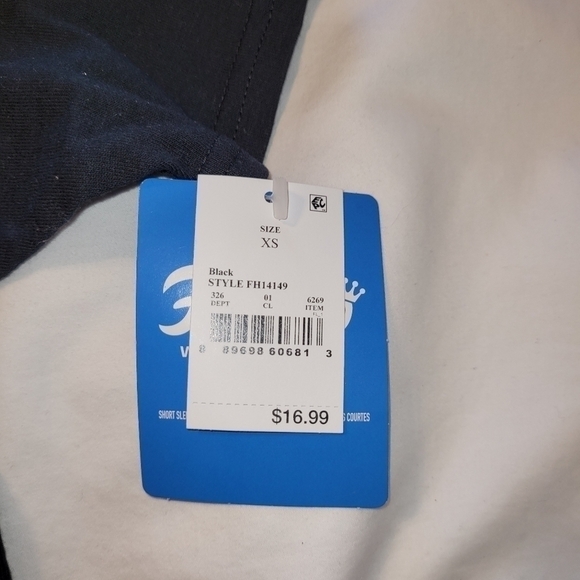 SIZE
XS
Black
STYLE FH14149
326 01 6269
DEPT CL ITEM
8 89698 60681 3
SHORT COURTES
$16.99